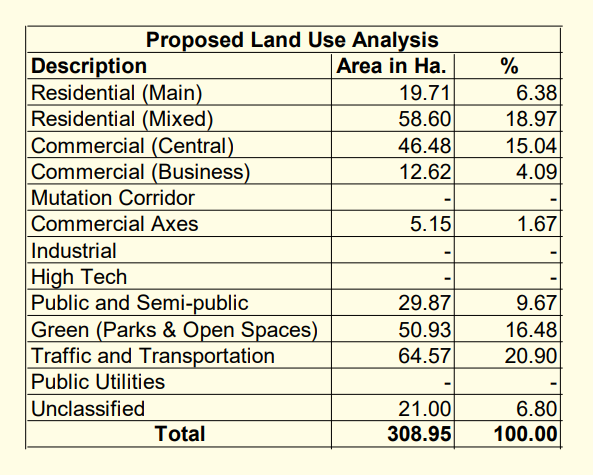 Proposed Land Use Analysis
Description Area in Ha. %
Residential (Main) 19.71 6.38
Residential (Mixed) 58.60 18.97
Commercial (Central) 46.48 15.04
Commercial (Business) 12.62 4.09
Mutation Corridor - -
Commercial Axes 5.15 1.67
Industrial - -
High Tech - -
Public and Semi-public 29.87 9.67
Green (Parks & Open Spaces) 50.93 16.48
Traffic and Transportation 64.57 20.90
Public Utilities - -
Unclassified 21.00 6.80
Total 308.95 100.00